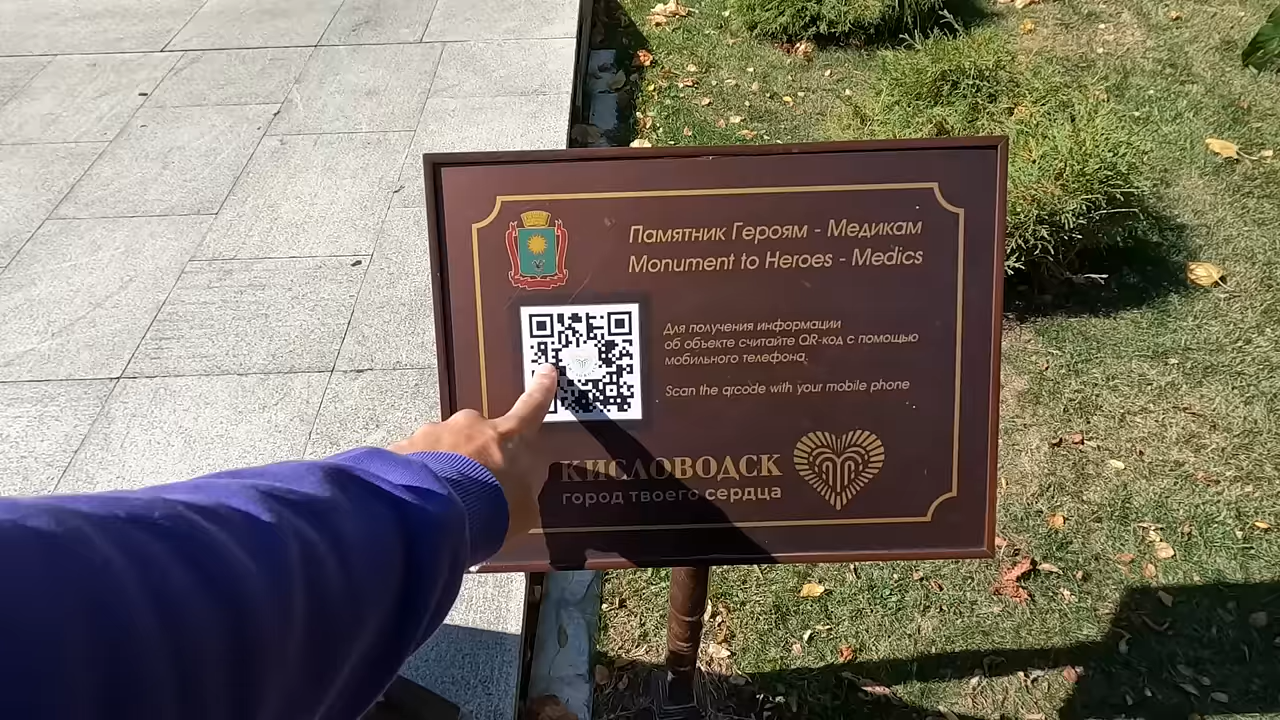 Памятник Героям - Медикам
Monument to Heroes - Medics
Для получения информации
об объекте считайте QR-код с помощью
мобильного телефона.
Scan the qrcode with your mobile phone
КИСЛОВОДСК
город твоего сердца